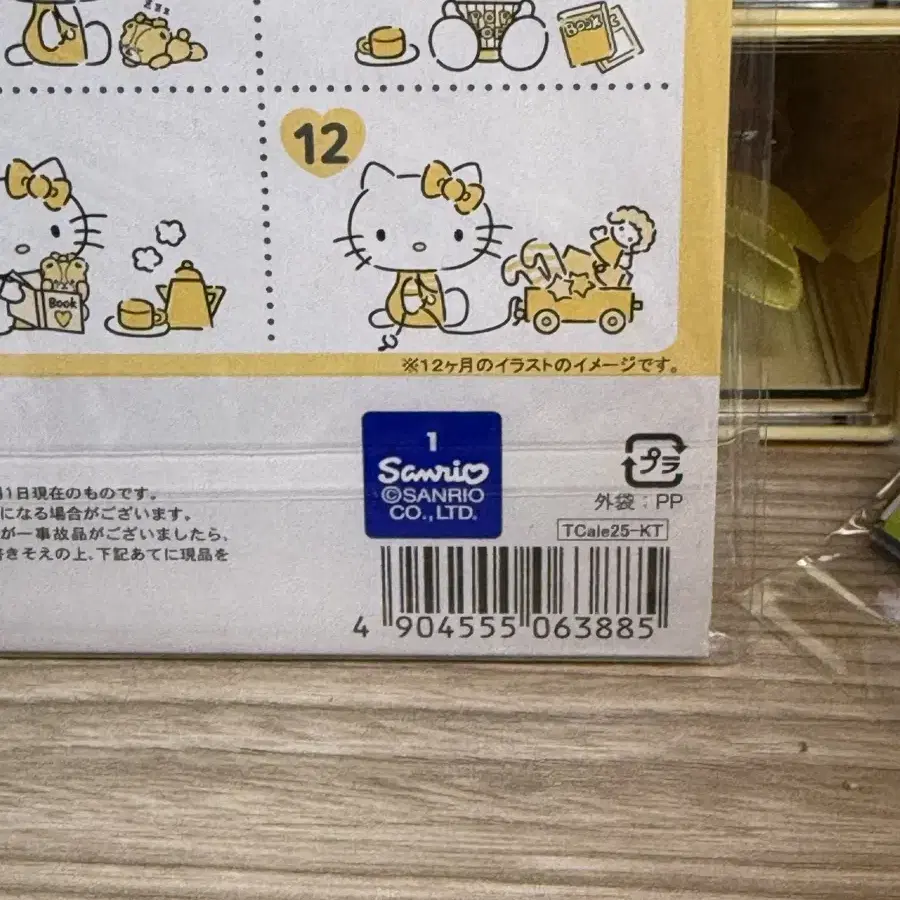 zzz
Book
12
Book
※12ヶ月のイラストのイメージです。
1日現在のものです。
になる場合がございます。
が一事故品がございましたら、
きそえの上、下記あてに現品を
1
Sanrio
©SANRIO
CO.,LTD.
プラ
外袋：PP
TCale25-KT
4 904555 063885